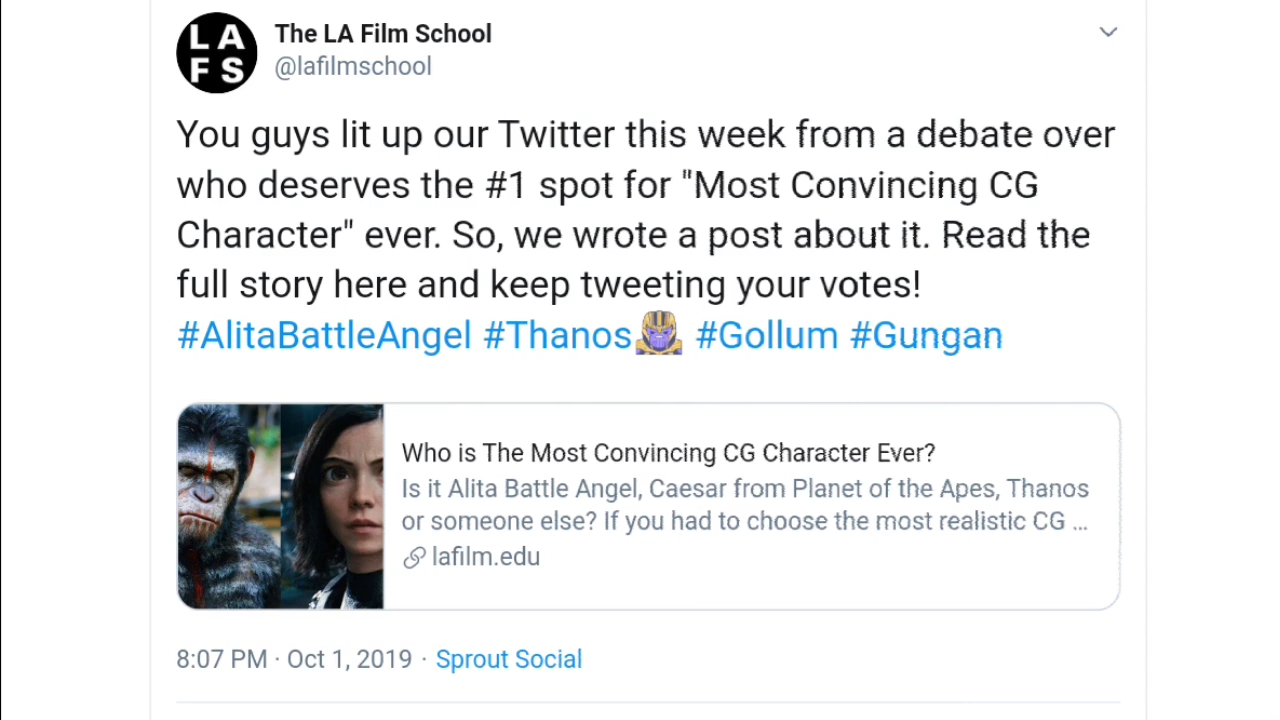 LA
FS
The LA Film School
@lafilmschool
You guys lit up our Twitter this week from a debate over
who deserves the #1 spot for "Most Convincing CG
Character" ever. So, we wrote a post about it. Read the
full story here and keep tweeting your votes!
#AlitaBattleAngel #Thanos #Gollum #Gungan
Who is The Most Convincing CG Character Ever?
Is it Alita Battle Angel, Caesar from Planet of the Apes, Thanos
or someone else? If you had to choose the most realistic CG ...
lafilm.edu
8:07 PM · Oct 1, 2019 · Sprout Social